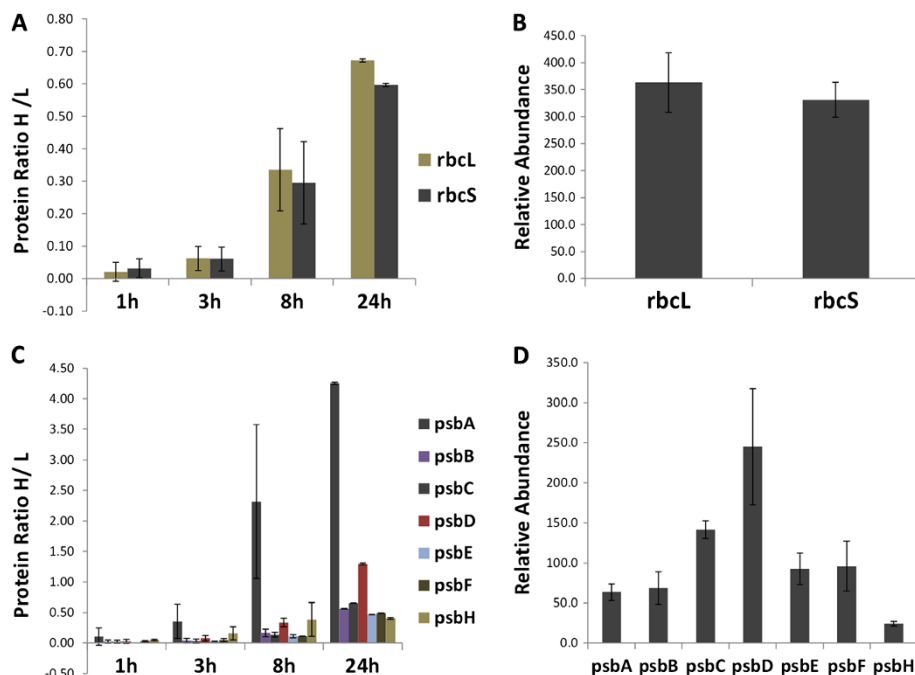 A
Protein Ratio H /L
0.80
0.70
0.60
0.50
0.40
0.30
0.20
0.10
0.00
-0.10
1h 3h 8h 24h
rbcL
rbcS
B
Relative Abundance
450.0
400.0
350.0
300.0
250.0
200.0
150.0
100.0
50.0
0.0
rbcL rbcS
C
Protein Ratio H/ L
4.50
4.00
3.50
3.00
2.50
2.00
1.50
1.00
0.50
0.00
-0.50
1h 3h 8h 24h
psbA
psbB
psbC
psbD
psbE
psbF
psbH
D
Relative Abundance
350.0
300.0
250.0
200.0
150.0
100.0
50.0
0.0
psbA psbB psbC psbD psbE psbF psbH